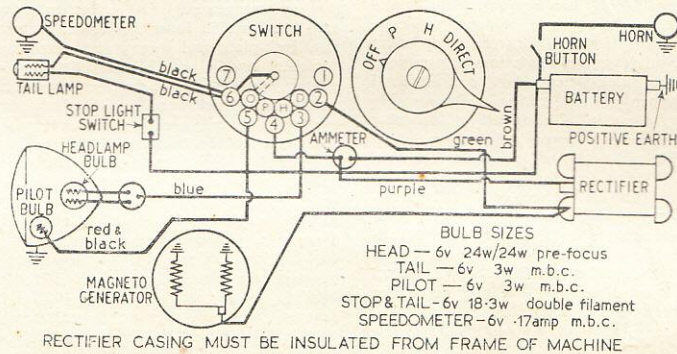 SPEEDOMETER
SWITCH
OFF P H DIRECT
HORN
HORN
BUTTON
TAIL LAMP
black
black
7
1
6
O
P
H
D
2
5
4
3
BATTERY
STOP LIGHT
SWITCH
AMMETER
green
brown
POSITIVE EARTH
HEADLAMP
BULB
PILOT
BULB
blue
purple
RECTIFIER
red &
black
MAGNETO
GENERATOR
BULB SIZES
HEAD — 6v 24w/24w pre-focus
TAIL — 6v 3w m.b.c.
PILOT — 6v 3w m.b.c.
STOP & TAIL - 6v 18·3w double filament
SPEEDOMETER — 6v ·17amp m.b.c.
RECTIFIER CASING MUST BE INSULATED FROM FRAME OF MACHINE